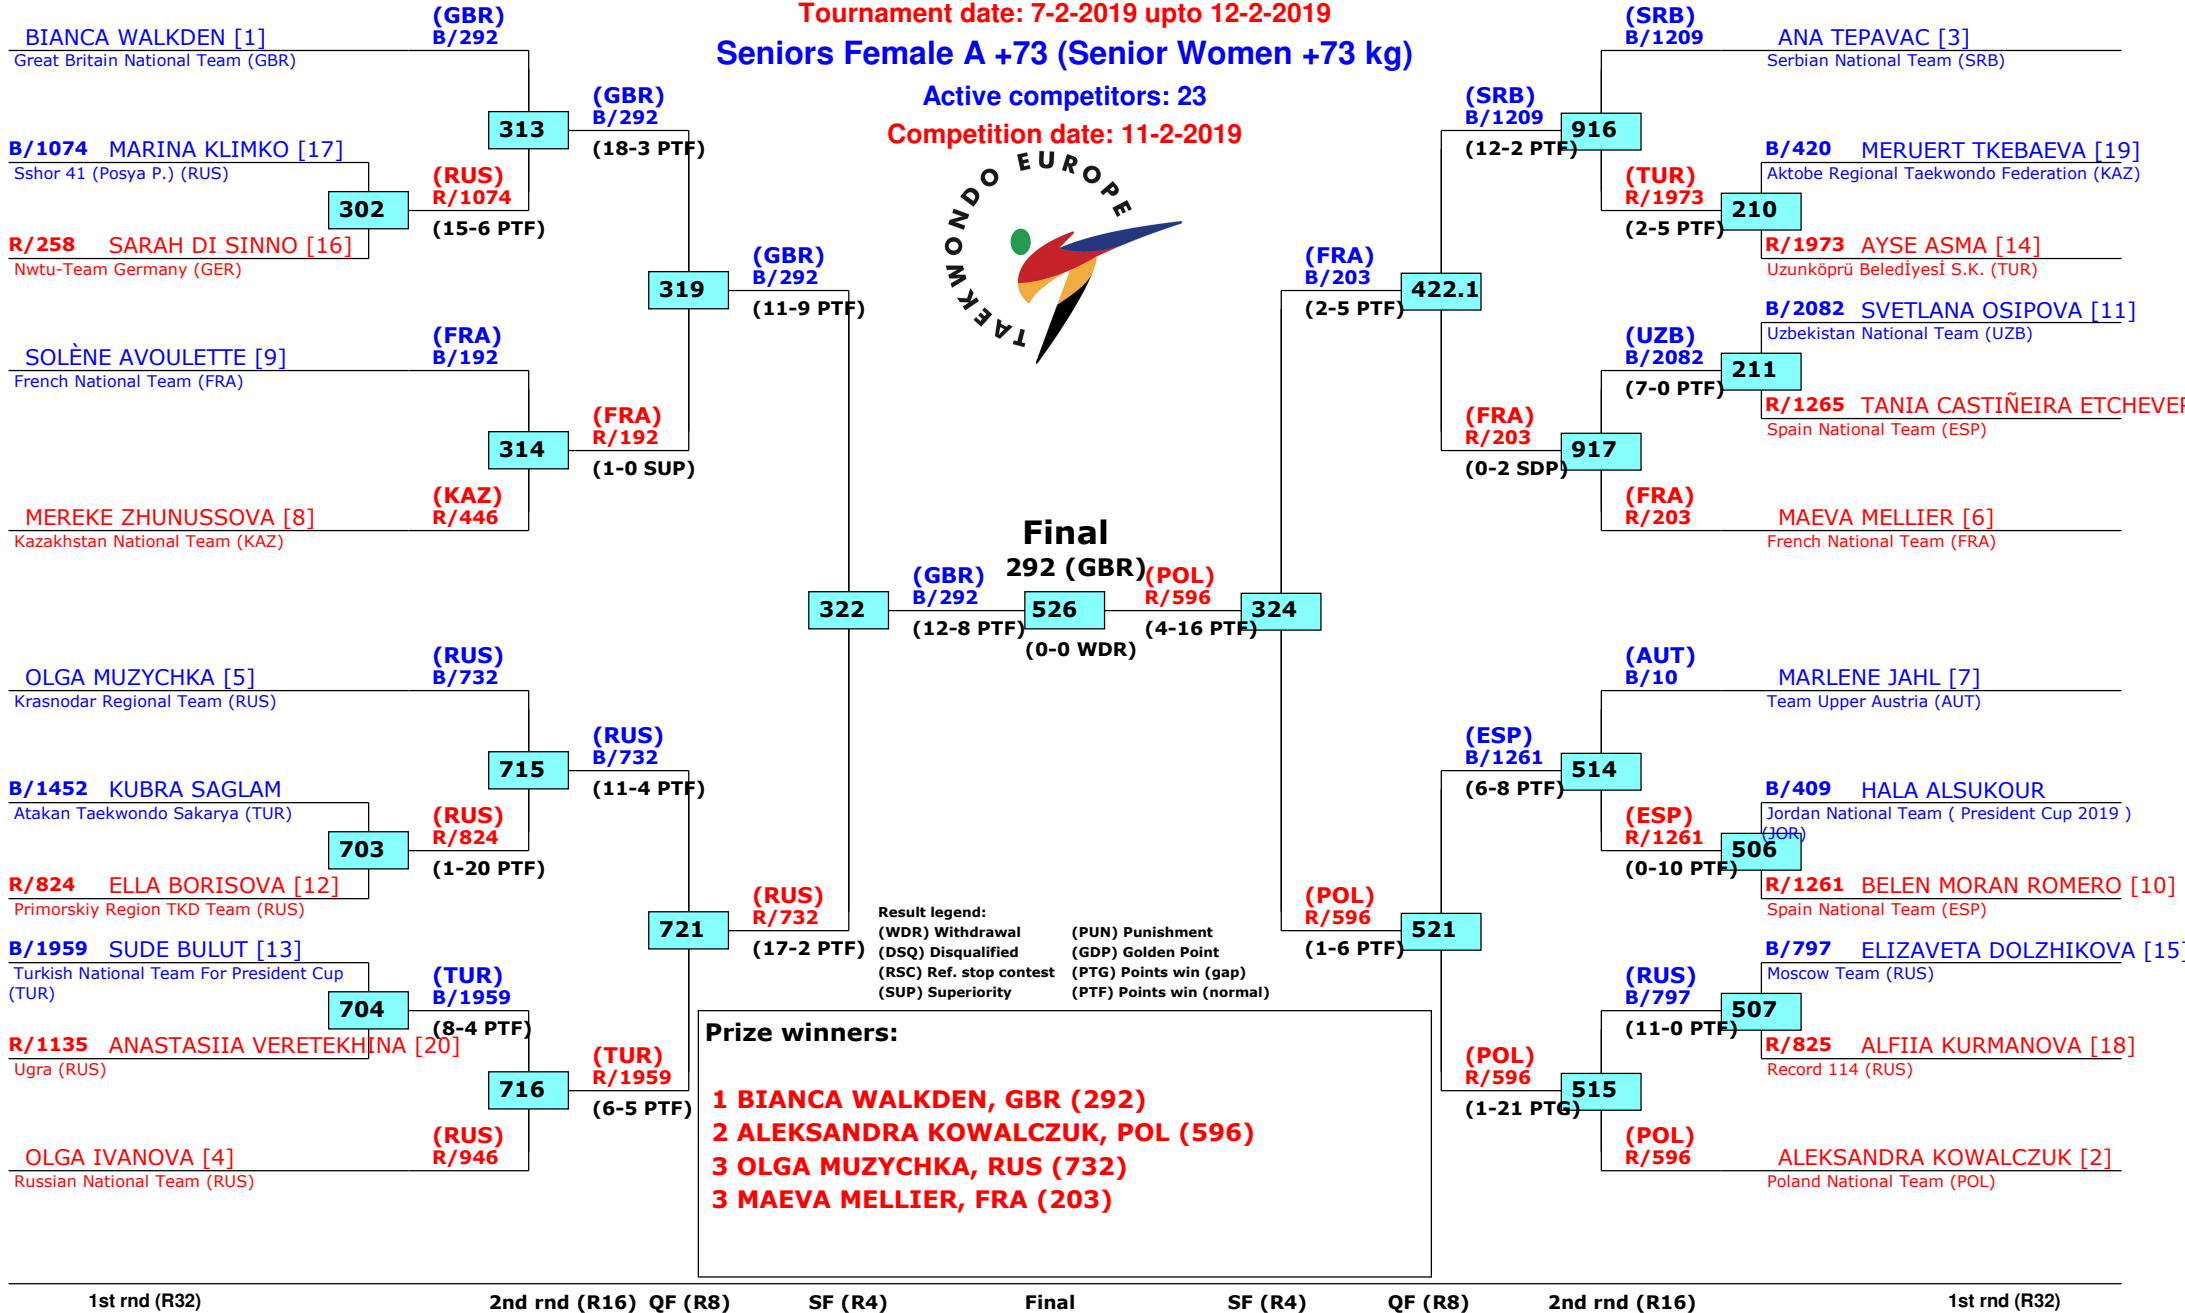 Tournament date: 7-2-2019 upto 12-2-2019
Seniors Female A +73 (Senior Women +73 kg)
Active competitors: 23
Competition date: 11-2-2019
TAEKWONDO EUROPE
BIANCA WALKDEN [1]
Great Britain National Team (GBR)
(GBR)
B/292
313
(GBR)
B/292
(18-3 PTF)
B/1074 MARINA KLIMKO [17]
Sshor 41 (Posya P.) (RUS)
302
(RUS)
R/1074
(15-6 PTF)
R/258 SARAH DI SINNO [16]
Nwtu-Team Germany (GER)
319
(GBR)
B/292
(11-9 PTF)
SOLÈNE AVOULETTE [9]
French National Team (FRA)
(FRA)
B/192
314
(FRA)
R/192
(1-0 SUP)
MEREKE ZHUNUSSOVA [8]
Kazakhstan National Team (KAZ)
(KAZ)
R/446
322
(GBR)
B/292
(12-8 PTF)
OLGA MUZYCHKA [5]
Krasnodar Regional Team (RUS)
(RUS)
B/732
715
(RUS)
B/732
(11-4 PTF)
B/1452 KUBRA SAGLAM
Atakan Taekwondo Sakarya (TUR)
703
(RUS)
R/824
(1-20 PTF)
R/824 ELLA BORISOVA [12]
Primorskiy Region TKD Team (RUS)
721
(RUS)
R/732
(17-2 PTF)
B/1959 SUDE BULUT [13]
Turkish National Team For President Cup
(TUR)
704
(TUR)
B/1959
(8-4 PTF)
R/1135 ANASTASIIA VERETEKHINA [20]
Ugra (RUS)
716
(TUR)
R/1959
(6-5 PTF)
OLGA IVANOVA [4]
Russian National Team (RUS)
(RUS)
R/946
Final
292 (GBR)
526
(0-0 WDR)
(POL)
R/596
(4-16 PTF)
324
(FRA)
B/203
(2-5 PTF)
422.1
(SRB)
B/1209
(12-2 PTF)
916
(SRB)
B/1209
ANA TEPAVAC [3]
Serbian National Team (SRB)
B/420 MERUERT TKEBAEVA [19]
Aktobe Regional Taekwondo Federation (KAZ)
(TUR)
R/1973
(2-5 PTF)
210
R/1973 AYSE ASMA [14]
Uzunköprü Beledİyesİ S.K. (TUR)
B/2082 SVETLANA OSIPOVA [11]
Uzbekistan National Team (UZB)
(UZB)
B/2082
(7-0 PTF)
211
R/1265 TANIA CASTIÑEIRA ETCHEVER
Spain National Team (ESP)
(FRA)
R/203
(0-2 SDP)
917
(FRA)
R/203
MAEVA MELLIER [6]
French National Team (FRA)
(AUT)
B/10
MARLENE JAHL [7]
Team Upper Austria (AUT)
(ESP)
B/1261
(6-8 PTF)
514
B/409 HALA ALSUKOUR
Jordan National Team ( President Cup 2019 )
(JOR)
(ESP)
R/1261
(0-10 PTF)
506
R/1261 BELEN MORAN ROMERO [10]
Spain National Team (ESP)
(POL)
R/596
(1-6 PTF)
521
B/797 ELIZAVETA DOLZHIKOVA [15]
Moscow Team (RUS)
(RUS)
B/797
(11-0 PTF)
507
R/825 ALFIIA KURMANOVA [18]
Record 114 (RUS)
(POL)
R/596
(1-21 PTG)
515
(POL)
R/596
ALEKSANDRA KOWALCZUK [2]
Poland National Team (POL)
Result legend:
(WDR) Withdrawal (PUN) Punishment
(DSQ) Disqualified (GDP) Golden Point
(RSC) Ref. stop contest (PTG) Points win (gap)
(SUP) Superiority (PTF) Points win (normal)
Prize winners:
1 BIANCA WALKDEN, GBR (292)
2 ALEKSANDRA KOWALCZUK, POL (596)
3 OLGA MUZYCHKA, RUS (732)
3 MAEVA MELLIER, FRA (203)
1st rnd (R32) 2nd rnd (R16) QF (R8) SF (R4) Final SF (R4) QF (R8) 2nd rnd (R16) 1st rnd (R32)